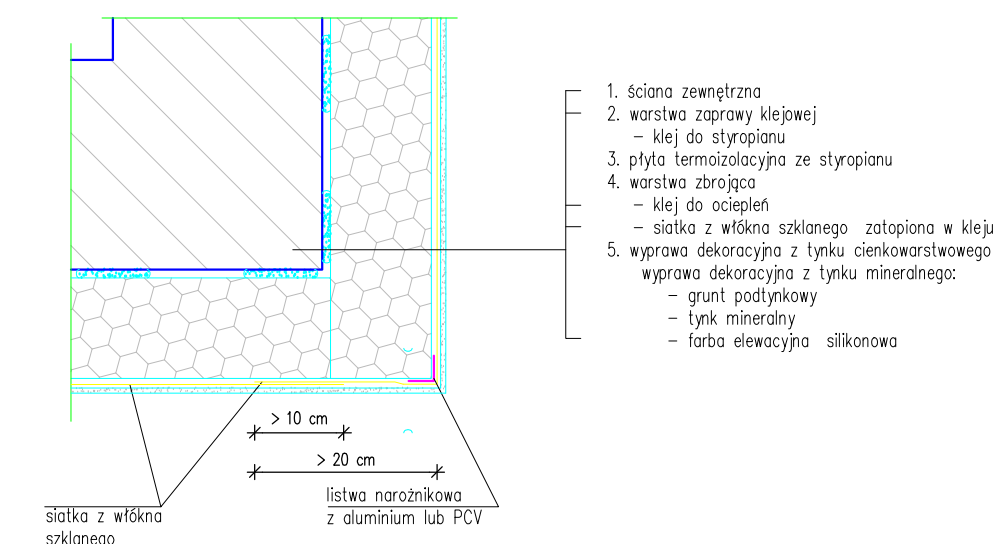 1. ściana zewnętrzna
2. warstwa zaprawy klejowej
– klej do styropianu
3. płyta termoizolacyjna ze styropianu
4. warstwa zbrojąca
– klej do ociepleń
– siatka z włókna szklanego zatopiona w kleju
5. wyprawa dekoracyjna z tynku cienkowarstwowego
wyprawa dekoracyjna z tynku mineralnego:
– grunt podtynkowy
– tynk mineralny
– farba elewacyjna silikonowa
> 10 cm
> 20 cm
listwa narożnikowa
z aluminium lub PCV
siatka z włókna
szklanego